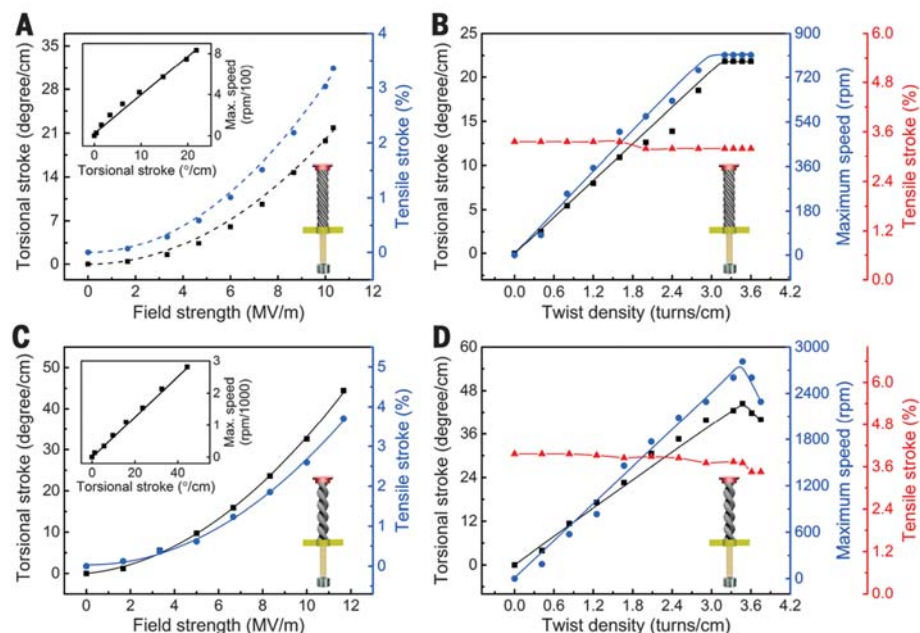 A
Torsional stroke (degree/cm)
35
28
21
14
7
0
Max. speed
(rpm/100)
8
4
0
0 10 20
Torsional stroke (°/cm)
4
3
2
1
0
Tensile stroke (%)
0 2 4 6 8 10 12
Field strength (MV/m)
B
Torsional stroke (degree/cm)
25
20
15
10
5
0
900
720
540
360
180
0
Maximum speed (rpm)
6.0
4.8
3.6
2.4
1.2
0.0
Tensile stroke (%)
0.0 0.6 1.2 1.8 2.4 3.0 3.6 4.2
Twist density (turns/cm)
C
Torsional stroke (degree/cm)
50
40
30
20
10
0
Max. speed
(rpm/1000)
3
2
1
0
0 20 40
Torsional stroke (°/cm)
5
4
3
2
1
0
Tensile stroke (%)
0 2 4 6 8 10 12
Field strength (MV/m)
D
Torsional stroke (degree/cm)
60
48
36
24
12
0
3000
2400
1800
1200
600
0
Maximum speed (rpm)
6.0
4.8
3.6
2.4
1.2
0.0
Tensile stroke (%)
0.0 0.6 1.2 1.8 2.4 3.0 3.6 4.2
Twist density (turns/cm)